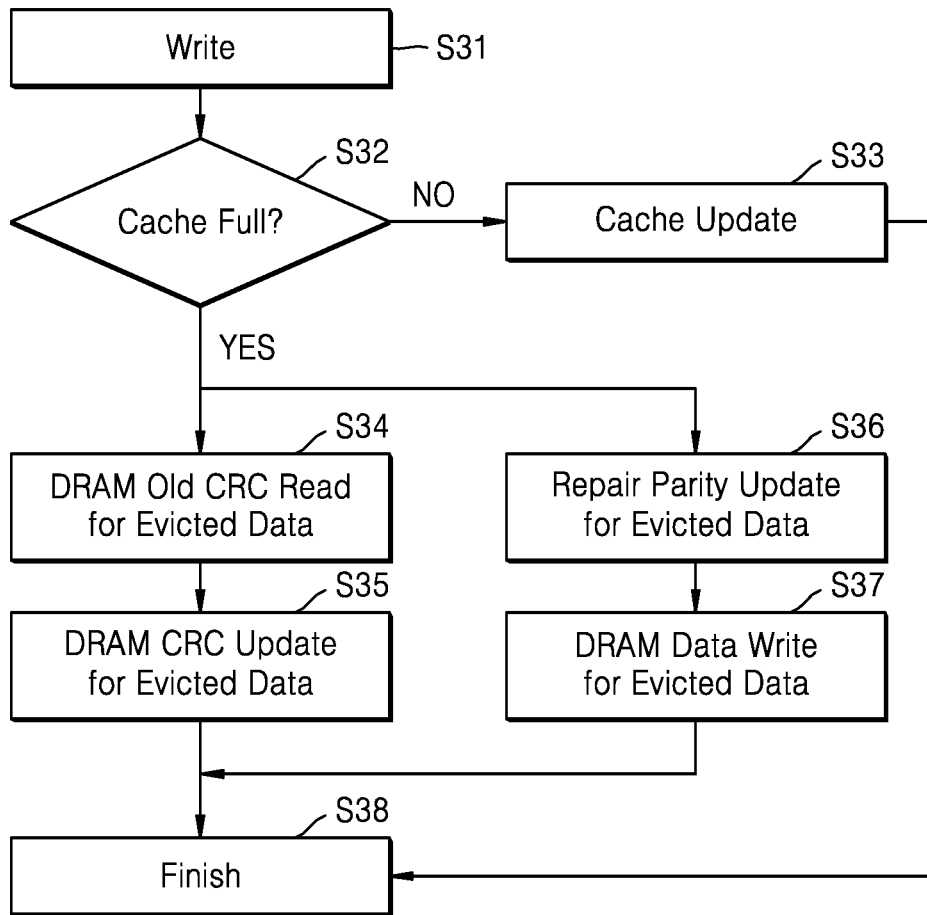 Write
S31
S32
Cache Full?
NO
S33
Cache Update
YES
S34
DRAM Old CRC Read
for Evicted Data
S36
Repair Parity Update
for Evicted Data
S35
DRAM CRC Update
for Evicted Data
S37
DRAM Data Write
for Evicted Data
S38
Finish